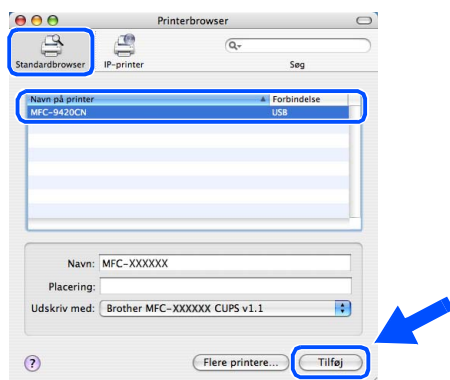 Printerbrowser
Standardbrowser IP-printer Søg
Navn på printer Forbindelse
MFC-9420CN USB
Navn: MFC-XXXXXX
Placering:
Udskriv med: Brother MFC-XXXXXX CUPS v1.1
? Flere printere... Tilføj